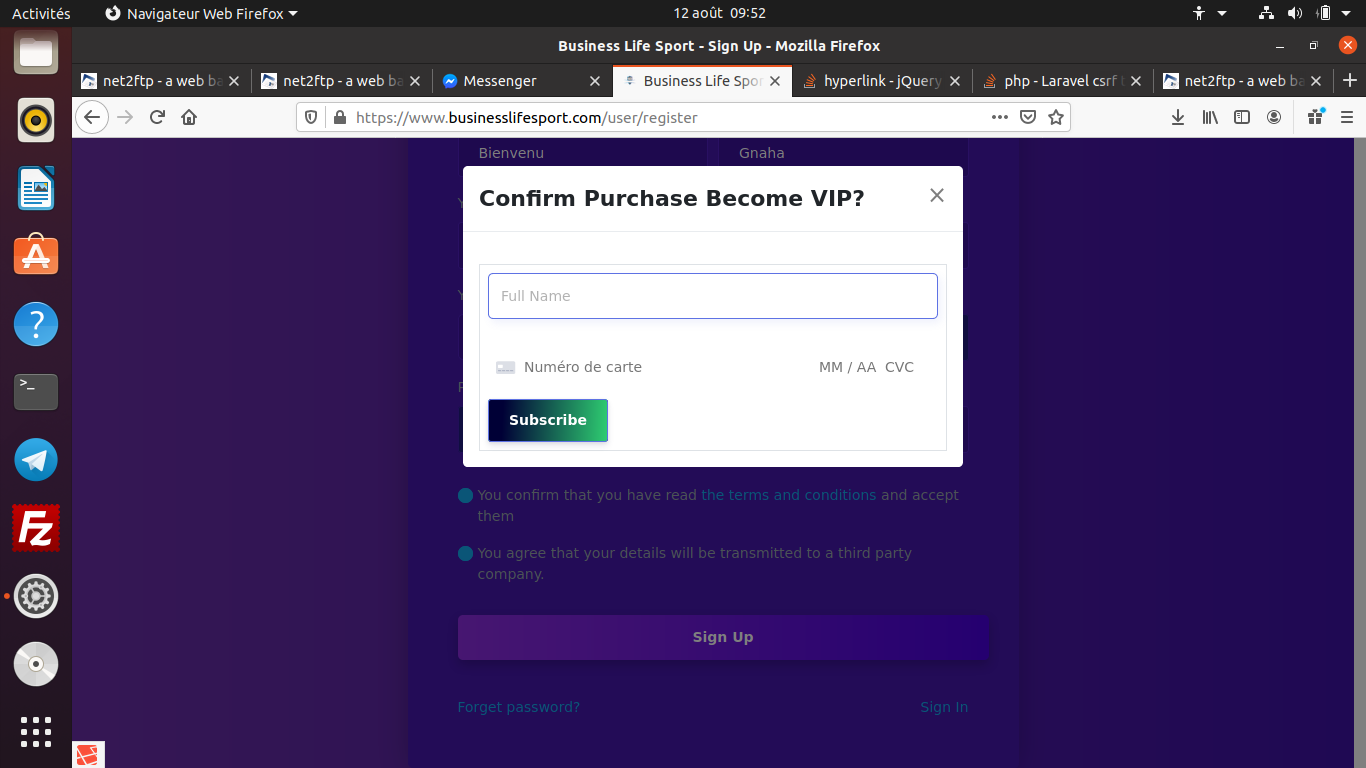 Activités
Navigateur Web Firefox
12 août 09:52
Business Life Sport - Sign Up - Mozilla Firefox
net2ftp - a web ba
net2ftp - a web ba
Messenger
Business Life Spor
hyperlink - jQuery
php - Laravel csrf
net2ftp - a web ba
https://www.businesslifesport.com/user/register
Bienvenu
Gnaha
Confirm Purchase Become VIP?
Full Name
Numéro de carte
MM / AA CVC
Subscribe
You confirm that you have read the terms and conditions and accept
them
You agree that your details will be transmitted to a third party
company.
Sign Up
Forget password?
Sign In